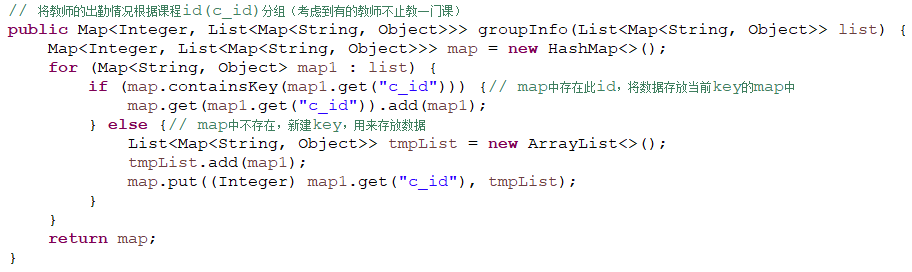 // 将教师的出勤情况根据课程id(c_id)分组（考虑到有的教师不止教一门课）
public Map<Integer, List<Map<String, Object>>> groupInfo(List<Map<String, Object>> list) {
    Map<Integer, List<Map<String, Object>>> map = new HashMap<>();
    for (Map<String, Object> map1 : list) {
        if (map.containsKey(map1.get("c_id"))) {// map中存在此id，将数据存放当前key的map中
            map.get(map1.get("c_id")).add(map1);
        } else {// map中不存在，新建key，用来存放数据
            List<Map<String, Object>> tmpList = new ArrayList<>();
            tmpList.add(map1);
            map.put((Integer) map1.get("c_id"), tmpList);
        }
    }
    return map;
}